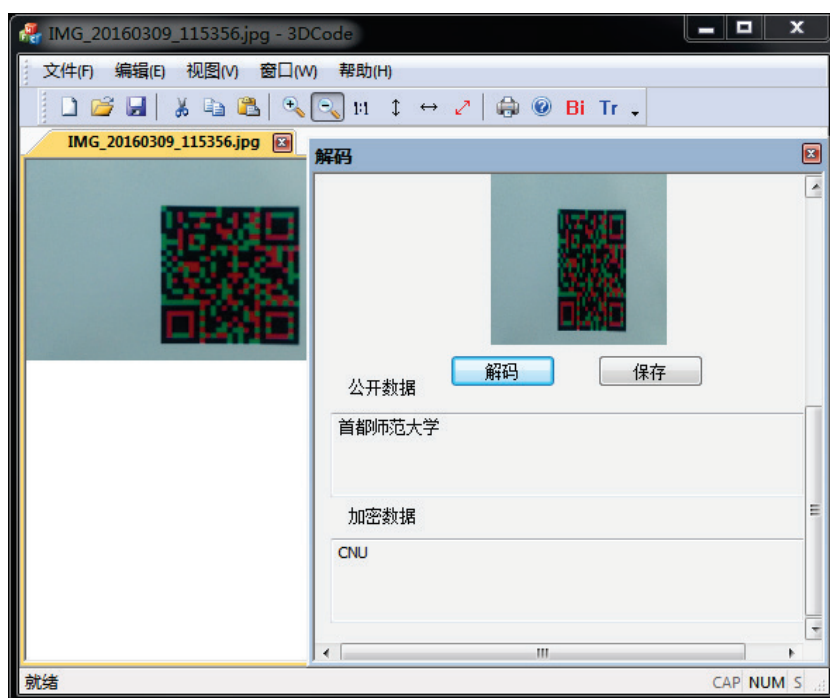 IMG_20160309_115356.jpg - 3DCode
文件(F) 编辑(E) 视图(V) 窗口(W) 帮助(H)
1:1 Bi Tr
IMG_20160309_115356.jpg
解码
解码 保存
公开数据
首都师范大学
加密数据
CNU
就绪 CAP NUM S